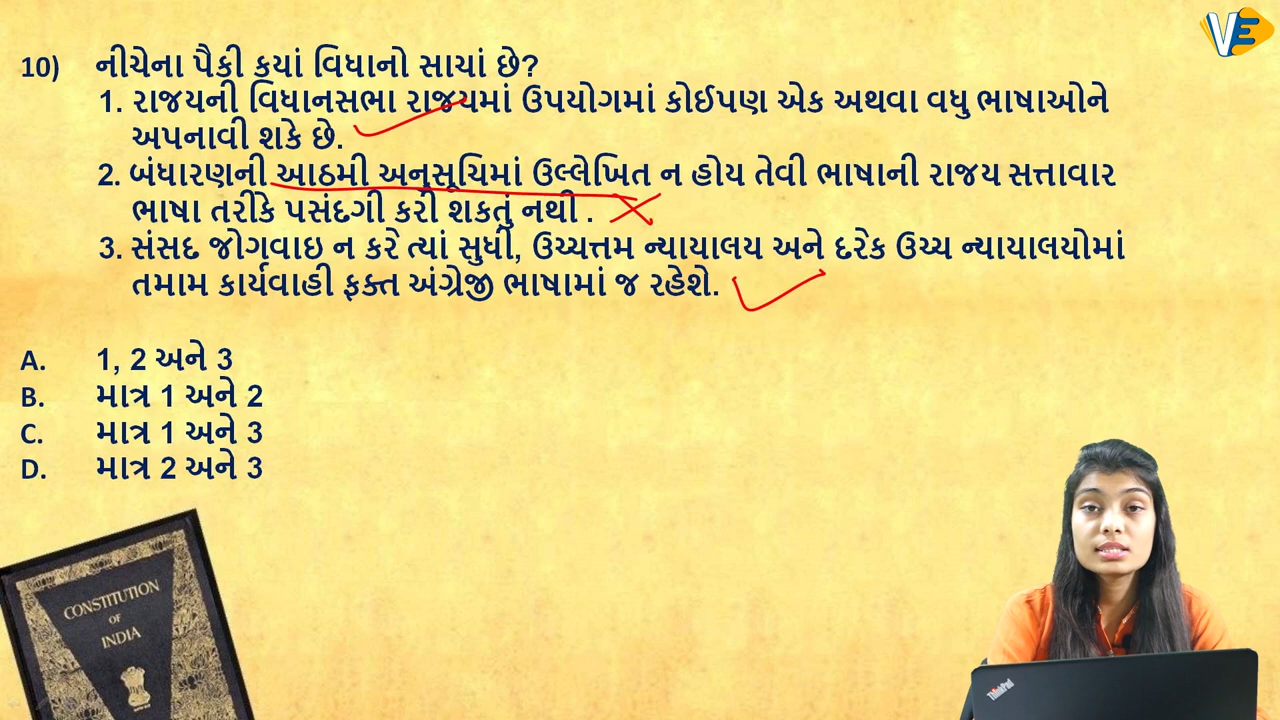 VE
10) નીચેના પૈકી કયાં વિધાનો સાચાં છે?
1. રાજયની વિધાનસભા રાજયમાં ઉપયોગમાં કોઈપણ એક અથવા વધુ ભાષાઓને
અપનાવી શકે છે.
2. બંધારણની આઠમી અનુસૂચિમાં ઉલ્લેખિત ન હોય તેવી ભાષાની રાજય સત્તાવાર
ભાષા તરીકે પસંદગી કરી શકતું નથી .
3. સંસદ જોગવાઇ ન કરે ત્યાં સુધી, ઉચ્ચત્તમ ન્યાયાલય અને દરેક ઉચ્ચ ન્યાયાલયોમાં
તમામ કાર્યવાહી ફક્ત અંગ્રેજી ભાષામાં જ રહેશે.
A. 1, 2 અને 3
B. માત્ર 1 અને 2
C. માત્ર 1 અને 3
D. માત્ર 2 અને 3
CONSTITUTION
OF
INDIA
ThinkPad